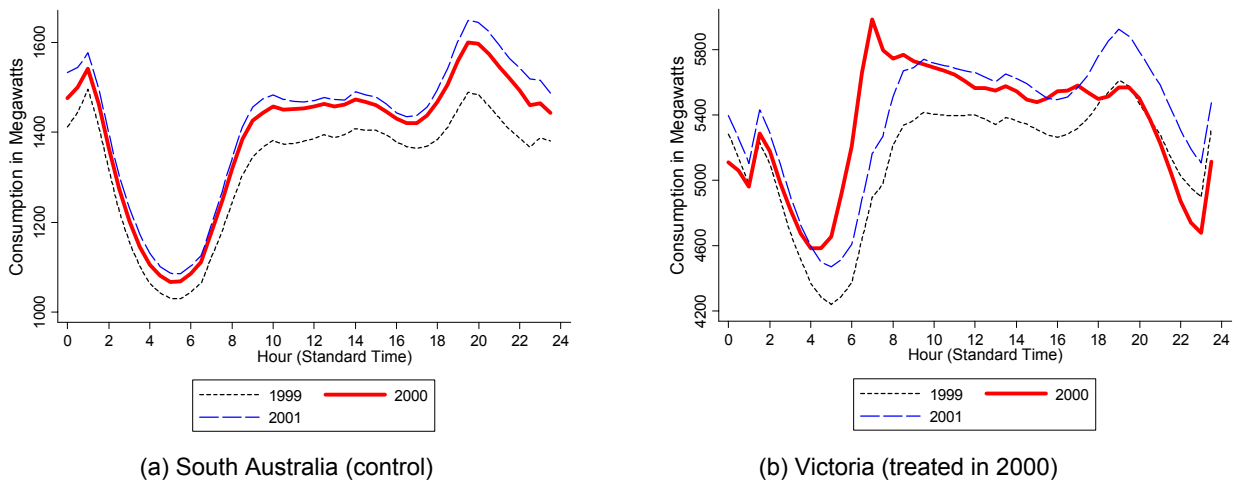 Consumption in Megawatts
1600
1400
1200
1000
0 2 4 6 8 10 12 14 16 18 20 22 24
Hour (Standard Time)
1999 2000
2001
(a) South Australia (control)
Consumption in Megawatts
5800
5400
5000
4600
4200
0 2 4 6 8 10 12 14 16 18 20 22 24
Hour (Standard Time)
1999 2000
2001
(b) Victoria (treated in 2000)